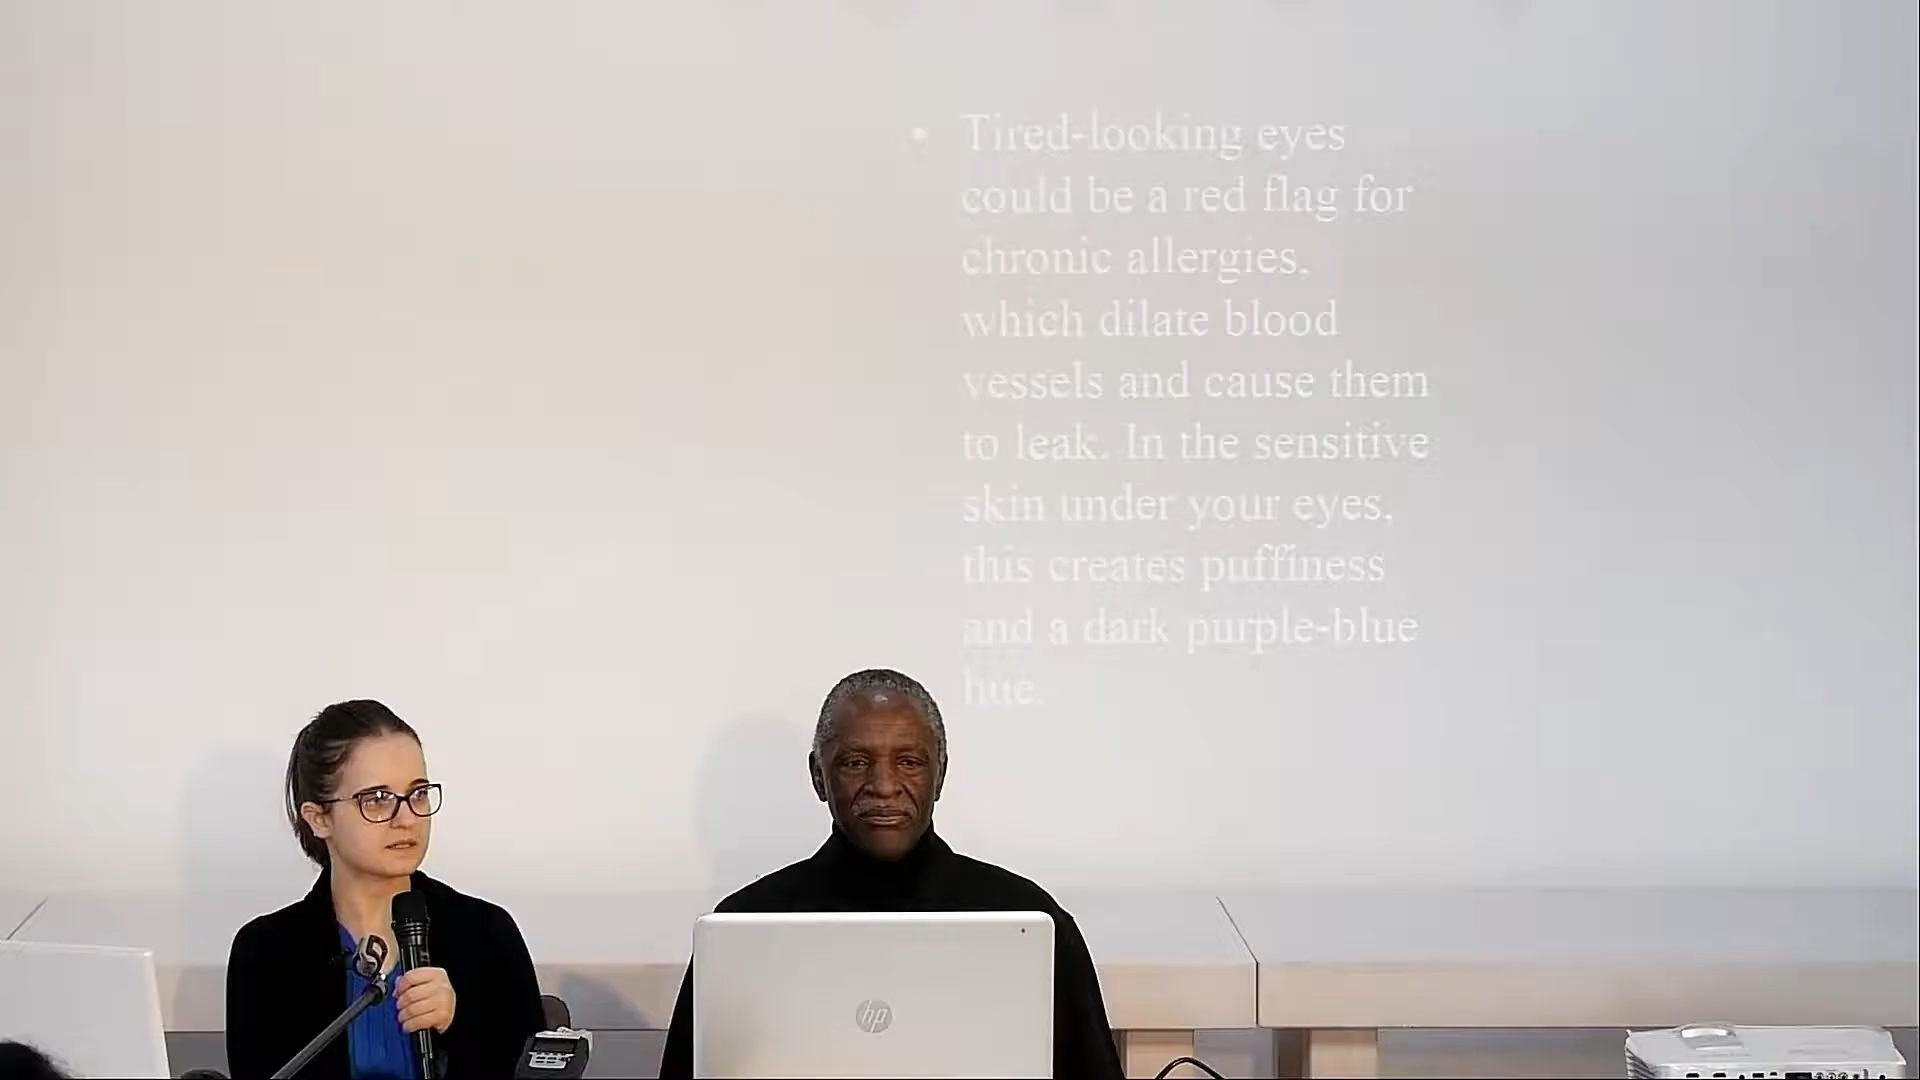 • Tired-looking eyes
could be a red flag for
chronic allergies,
which dilate blood
vessels and cause them
to leak. In the sensitive
skin under your eyes,
this creates puffiness
and a dark purple-blue
hue.
hp